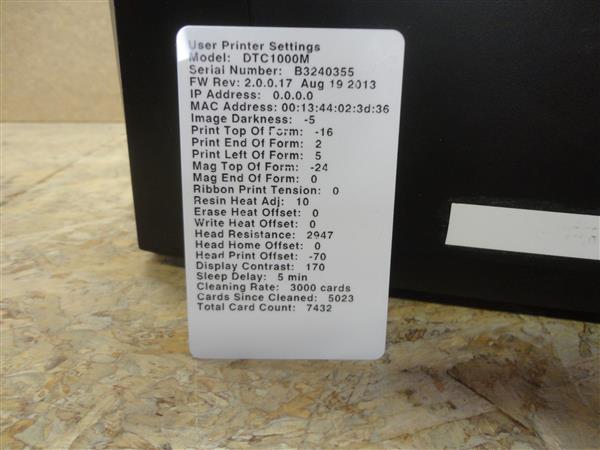 User Printer Settings
Model: DTC1000M
Serial Number: B3240355
FW Rev: 2.0.0.17 Aug 19 2013
IP Address: 0.0.0.0
MAC Address: 00:13:44:02:3d:36
Image Darkness: -5
Print Top Of Form: -16
Print End Of Form: 2
Print Left Of Form: 5
Mag Top Of Form: -24
Mag End Of Form: 0
Ribbon Print Tension: 0
Resin Heat Adj: 10
Erase Heat Offset: 0
Write Heat Offset: 0
Head Resistance: 2947
Head Home Offset: 0
Head Print Offset: -70
Display Contrast: 170
Sleep Delay: 5 min
Cleaning Rate: 3000 cards
Cards Since Cleaned: 5023
Total Card Count: 7432